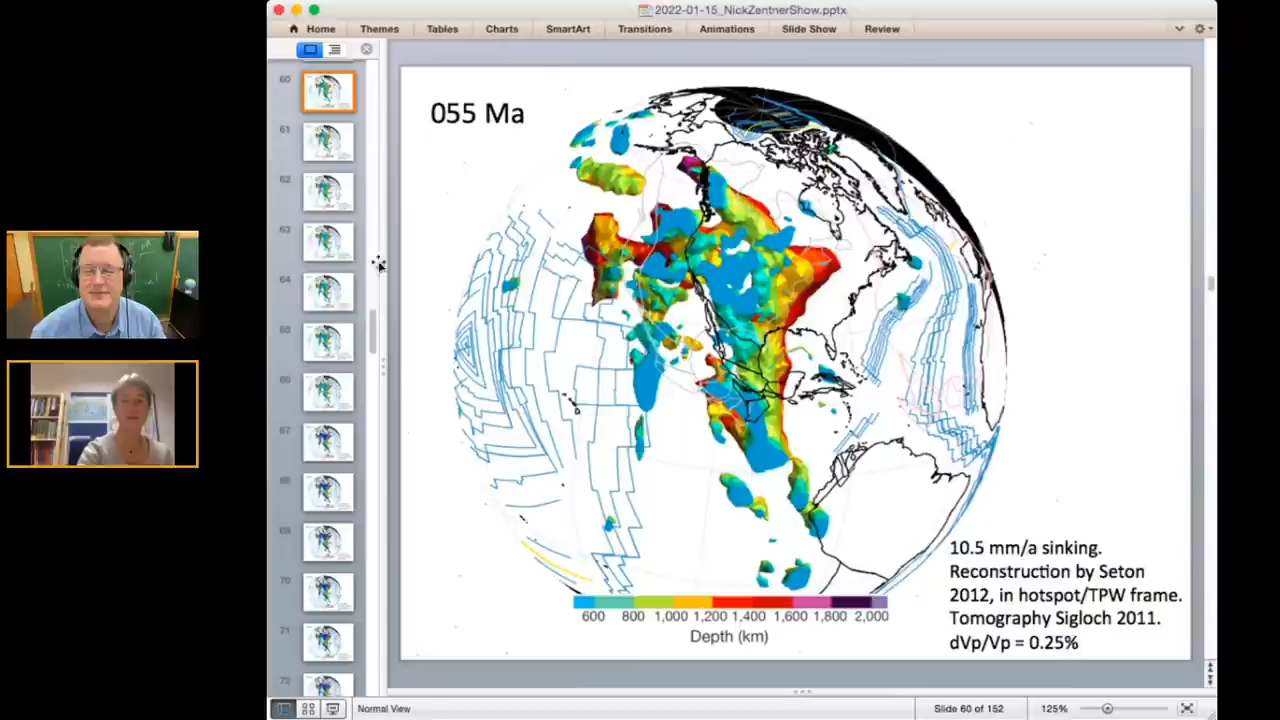 2022-01-15_NickZentnerShow.pptx
Home Themes Tables Charts SmartArt Transitions Animations Slide Show Review
60
61
62
63
64
65
66
67
68
69
70
71
72
055 Ma
10.5 mm/a sinking.
Reconstruction by Seton
2012, in hotspot/TPW frame.
Tomography Sigloch 2011.
dVp/Vp = 0.25%
600 800 1,000 1,200 1,400 1,600 1,800 2,000
Depth (km)
Normal View Slide 60 of 152 125%